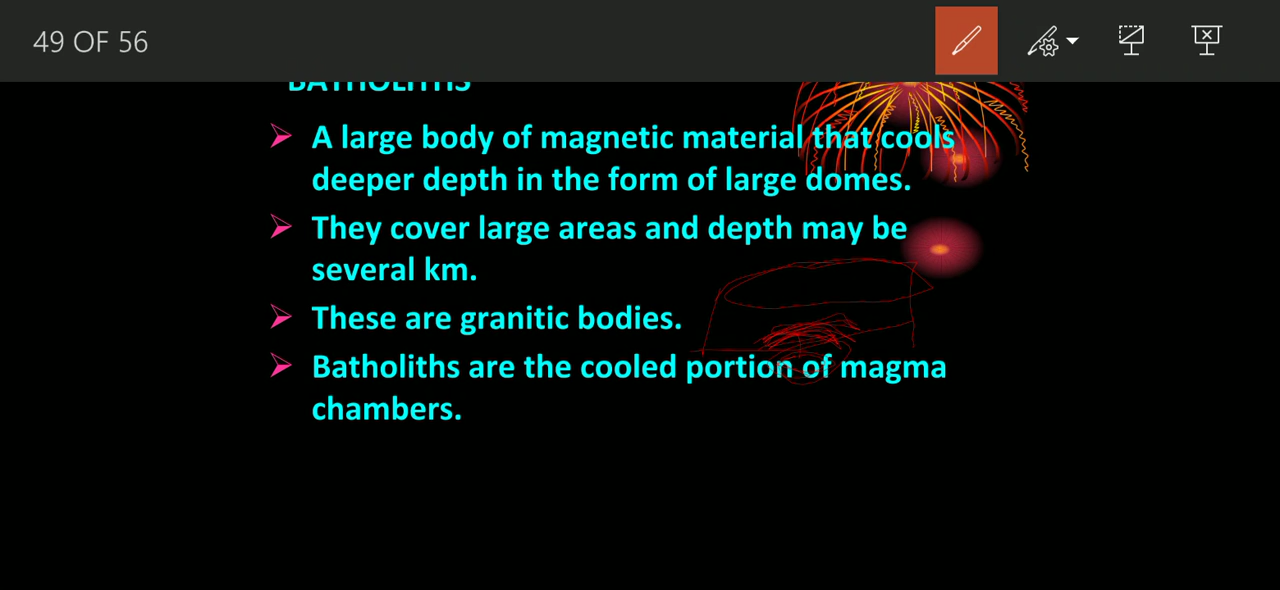 49 OF 56
BATHOLITHS
➤ A large body of magnetic material that cools
deeper depth in the form of large domes.
➤ They cover large areas and depth may be
several km.
➤ These are granitic bodies.
➤ Batholiths are the cooled portion of magma
chambers.